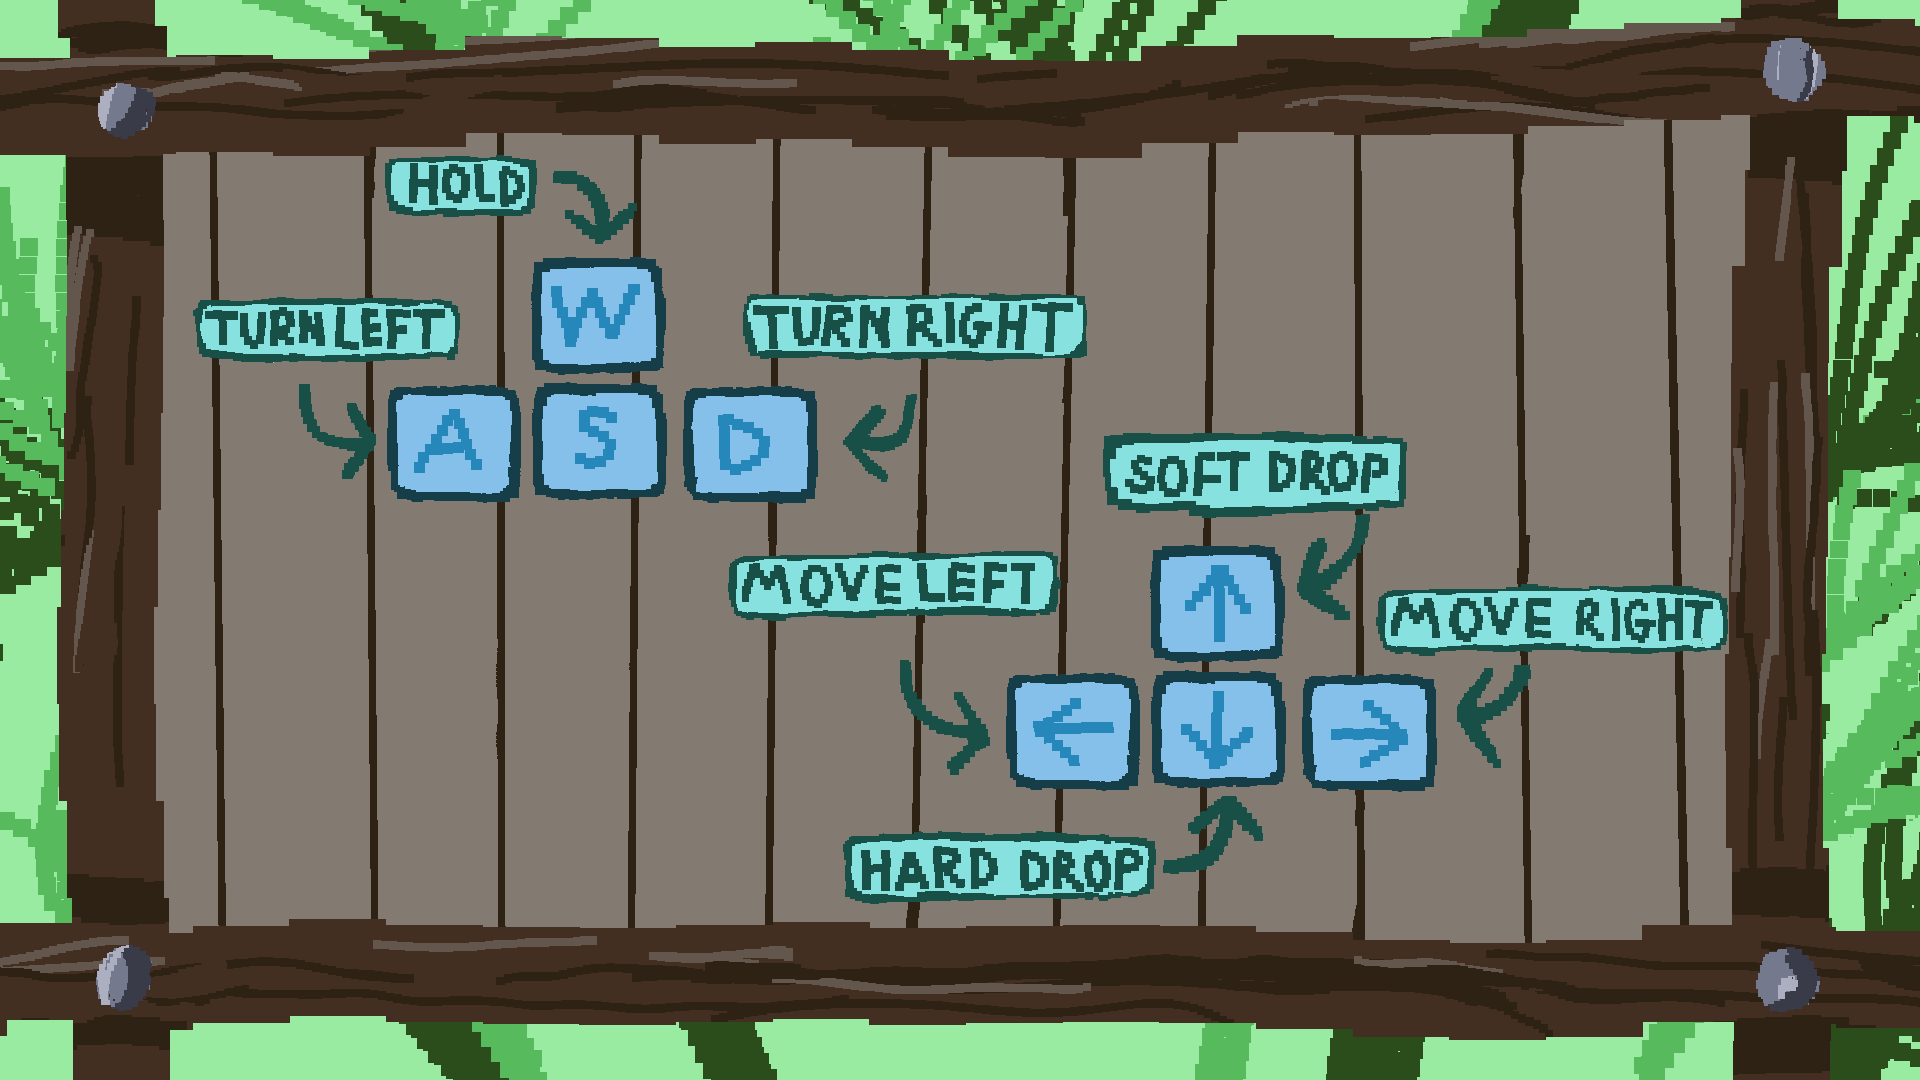 HOLD
W
TURN LEFT
TURN RIGHT
A S D
SOFT DROP
MOVE LEFT
↑
MOVE RIGHT
← ↓ →
HARD DROP